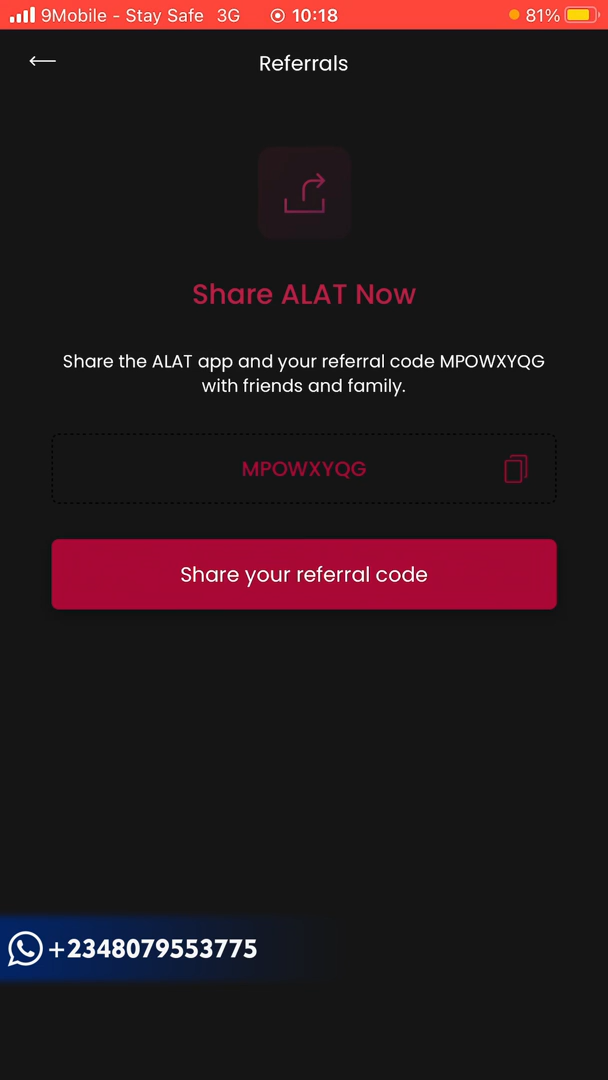 9Mobile - Stay Safe 3G 10:18 81%
Referrals
Share ALAT Now
Share the ALAT app and your referral code MPOWXYQG
with friends and family.
MPOWXYQG
Share your referral code
+2348079553775